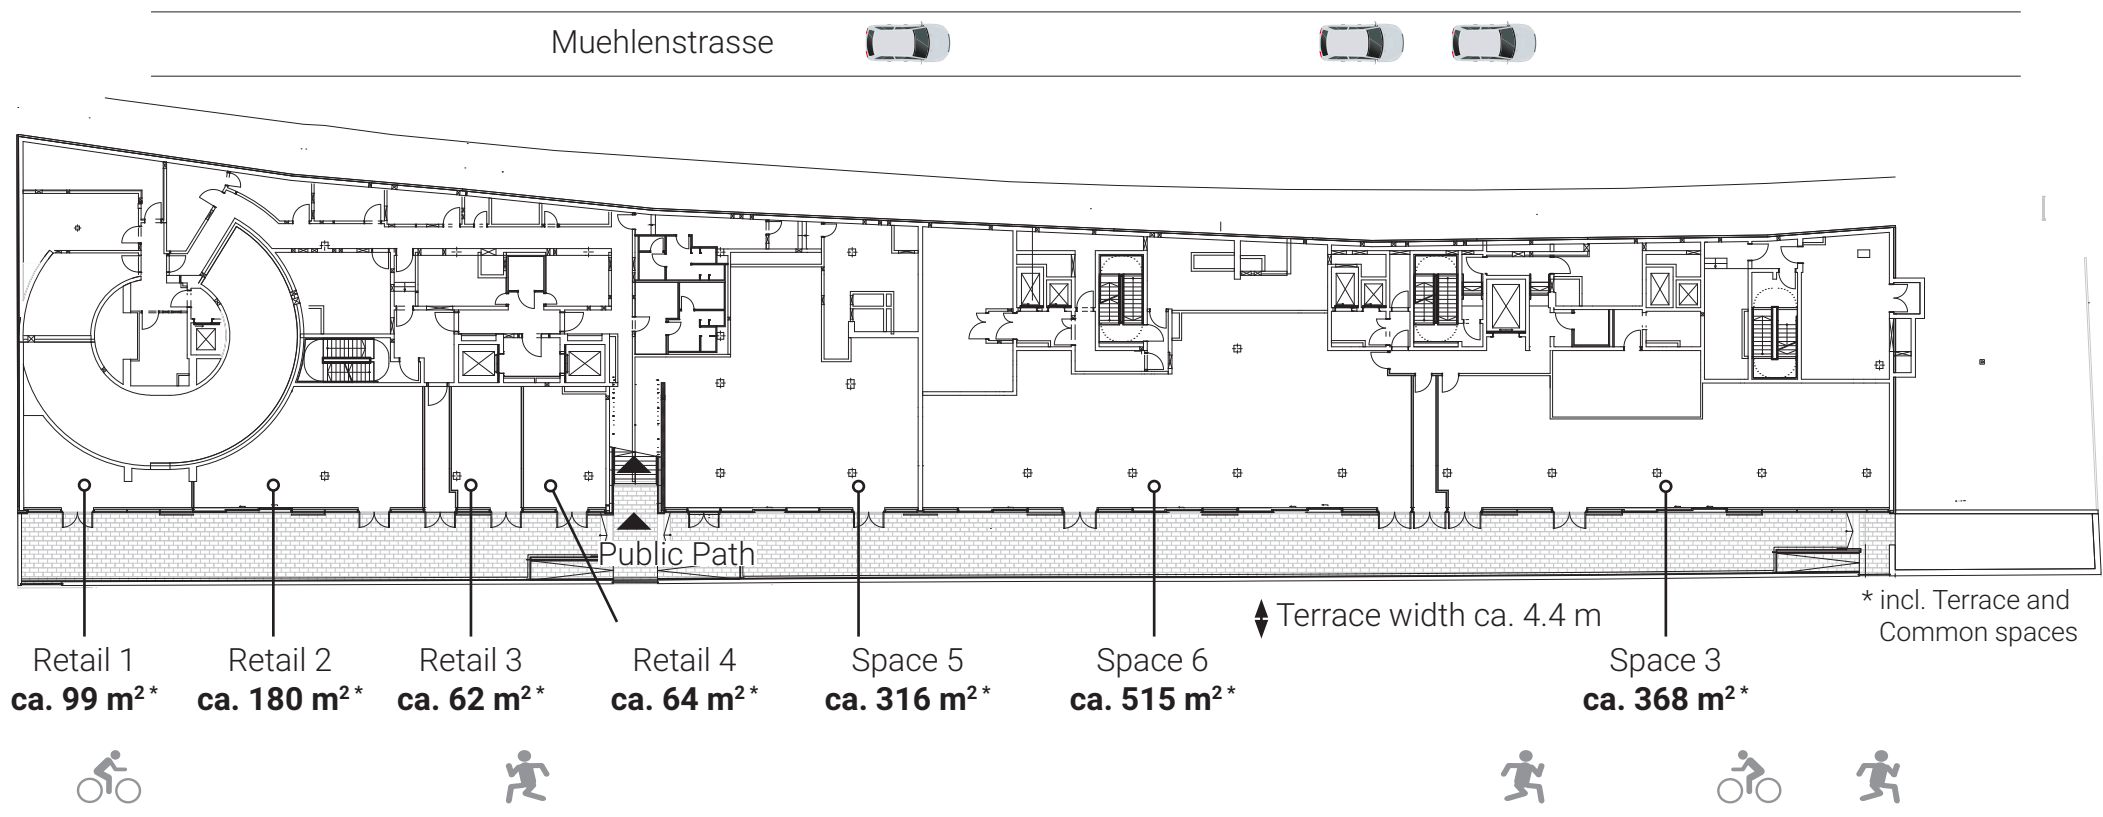 Muehlenstrasse
Public Path
Terrace width ca. 4.4 m
* incl. Terrace and
Common spaces
Retail 1
ca. 99 m² *
Retail 2
ca. 180 m² *
Retail 3
ca. 62 m² *
Retail 4
ca. 64 m² *
Space 5
ca. 316 m² *
Space 6
ca. 515 m² *
Space 3
ca. 368 m² *